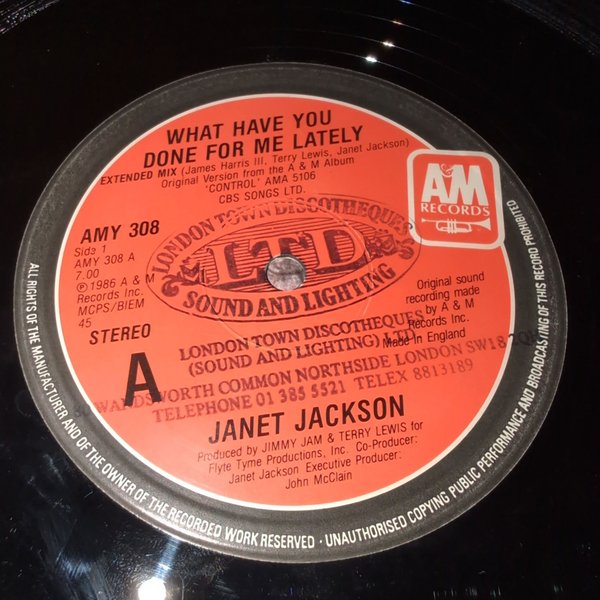 WHAT HAVE YOU
DONE FOR ME LATELY
EXTENDED MIX (James Harris III, Terry Lewis, Janet Jackson)
Original Version from the A & M Album
'CONTROL' AMA 5106
CBS SONGS LTD.
A&M
RECORDS
AMY 308
Side 1
AMY 308 A
7.00
℗1986 A & M
Records Inc.
MCPS/BIEM
45
STEREO
LONDON TOWN DISCOTHEQUES
LTD
SOUND AND LIGHTING
Original sound
recording made
by A & M
Records Inc.
Made in England
LONDON TOWN DISCOTHEQUES
(SOUND AND LIGHTING) LTD.
WANDSWORTH COMMON NORTHSIDE LONDON SW18
TELEPHONE 01 385 5521 TELEX 8813189
A
JANET JACKSON
Produced by JIMMY JAM & TERRY LEWIS for
Flyte Tyme Productions, Inc. Co-Producer:
Janet Jackson Executive Producer:
John McClain
ALL RIGHTS OF THE MANUFACTURER AND OF THE OWNER OF THE RECORDED WORK RESERVED · UNAUTHORISED COPYING PUBLIC PERFORMANCE AND BROADCASTING OF THIS RECORD PROHIBITED